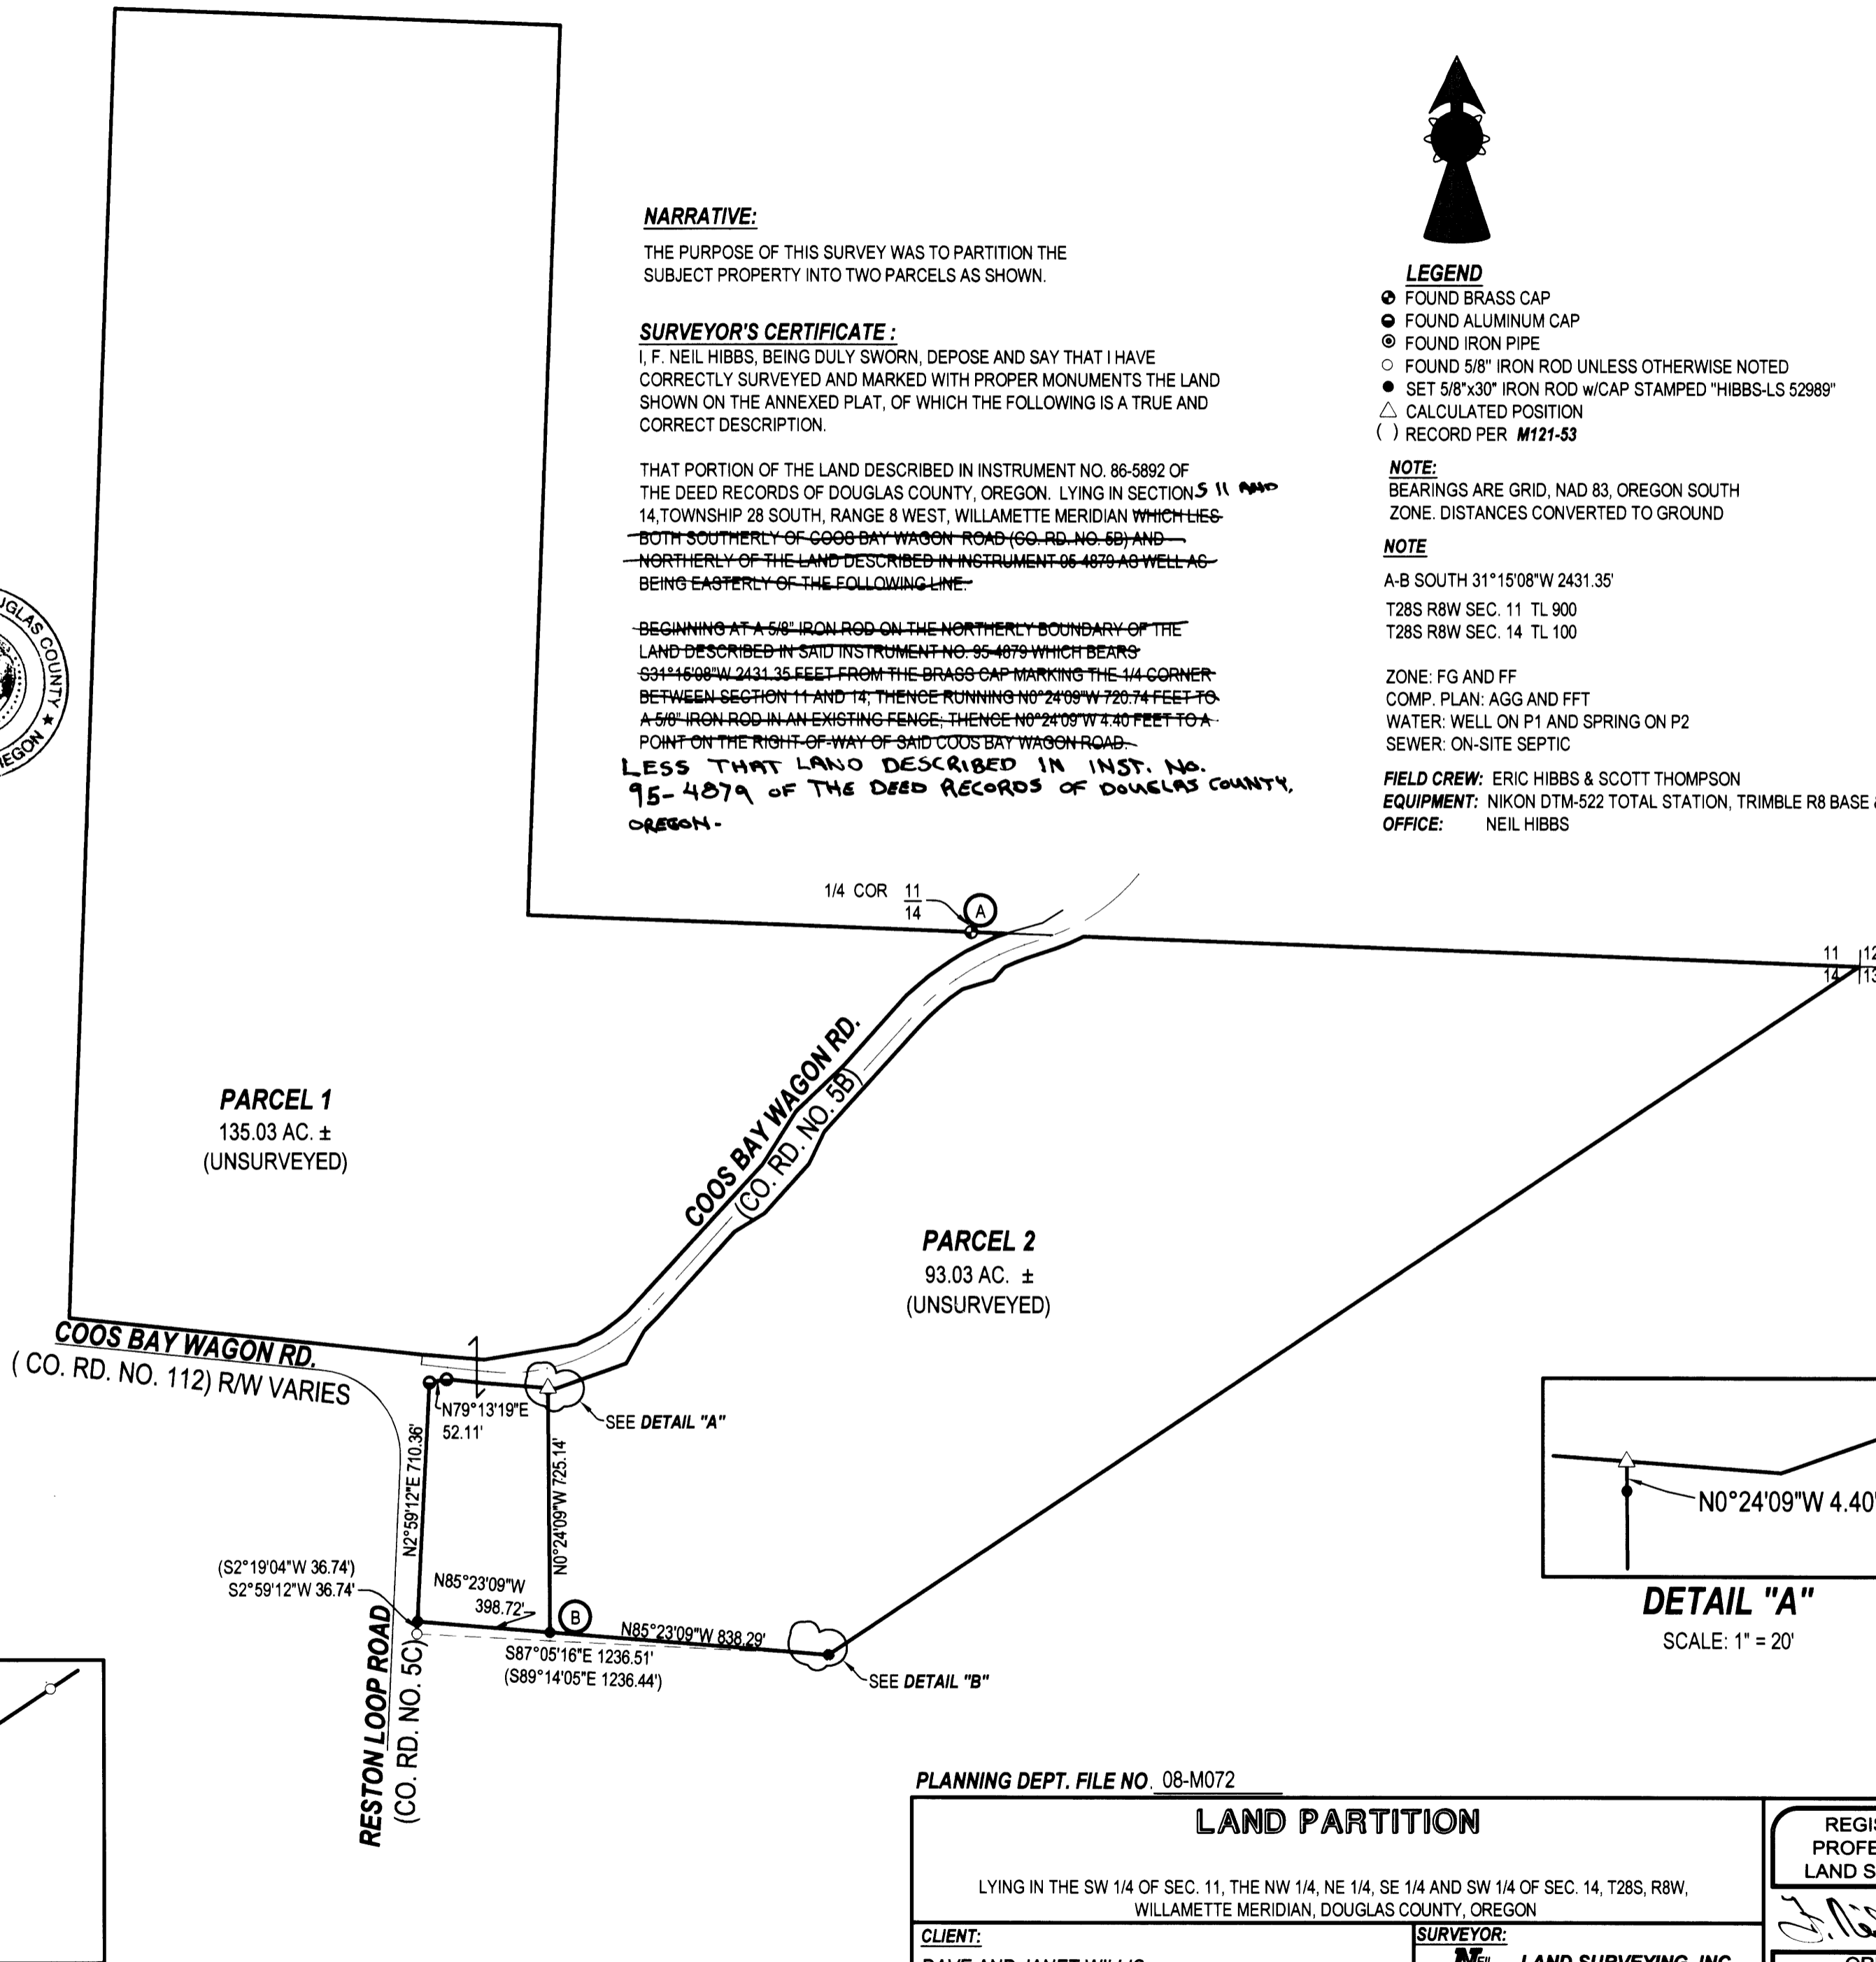 NARRATIVE:
THE PURPOSE OF THIS SURVEY WAS TO PARTITION THE
SUBJECT PROPERTY INTO TWO PARCELS AS SHOWN.
SURVEYOR'S CERTIFICATE :
I, F. NEIL HIBBS, BEING DULY SWORN, DEPOSE AND SAY THAT I HAVE
CORRECTLY SURVEYED AND MARKED WITH PROPER MONUMENTS THE LAND
SHOWN ON THE ANNEXED PLAT, OF WHICH THE FOLLOWING IS A TRUE AND
CORRECT DESCRIPTION.
THAT PORTION OF THE LAND DESCRIBED IN INSTRUMENT NO. 86-5892 OF
THE DEED RECORDS OF DOUGLAS COUNTY, OREGON. LYING IN SECTIONS 11 AND
14,TOWNSHIP 28 SOUTH, RANGE 8 WEST, WILLAMETTE MERIDIAN WHICH LIES
BOTH SOUTHERLY OF COOS BAY WAGON ROAD (CO. RD. NO. 5B) AND
NORTHERLY OF THE LAND DESCRIBED IN INSTRUMENT 95-4879 AS WELL AS
BEING EASTERLY OF THE FOLLOWING LINE:
BEGINNING AT A 5/8" IRON ROD ON THE NORTHERLY BOUNDARY OF THE
LAND DESCRIBED IN SAID INSTRUMENT NO. 95-4879 WHICH BEARS
S31°15'08"W 2431.35 FEET FROM THE BRASS CAP MARKING THE 1/4 CORNER
BETWEEN SECTION 11 AND 14; THENCE RUNNING N0°24'09"W 720.74 FEET TO
A 5/8" IRON ROD IN AN EXISTING FENCE; THENCE N0°24'09"W 4.40 FEET TO A
POINT ON THE RIGHT-OF-WAY OF SAID COOS BAY WAGON ROAD.
LESS THAT LAND DESCRIBED IN INST. NO.
95-4879 OF THE DEED RECORDS OF DOUGLAS COUNTY,
OREGON.
LEGEND
FOUND BRASS CAP
FOUND ALUMINUM CAP
FOUND IRON PIPE
FOUND 5/8" IRON ROD UNLESS OTHERWISE NOTED
SET 5/8"x30" IRON ROD w/CAP STAMPED "HIBBS-LS 52989"
CALCULATED POSITION
( ) RECORD PER M121-53
NOTE:
BEARINGS ARE GRID, NAD 83, OREGON SOUTH
ZONE. DISTANCES CONVERTED TO GROUND
NOTE
A-B SOUTH 31°15'08"W 2431.35'
T28S R8W SEC. 11 TL 900
T28S R8W SEC. 14 TL 100
ZONE: FG AND FF
COMP. PLAN: AGG AND FFT
WATER: WELL ON P1 AND SPRING ON P2
SEWER: ON-SITE SEPTIC
FIELD CREW: ERIC HIBBS & SCOTT THOMPSON
EQUIPMENT: NIKON DTM-522 TOTAL STATION, TRIMBLE R8 BASE
OFFICE: NEIL HIBBS
COUNTY ★
1/4 COR 11
14
A
11 12
14 13
COOS BAY WAGON RD.
(CO. RD. NO. 5B)
PARCEL 1
135.03 AC. ±
(UNSURVEYED)
PARCEL 2
93.03 AC. ±
(UNSURVEYED)
COOS BAY WAGON RD.
( CO. RD. NO. 112) R/W VARIES
N79°13'19"E
52.11'
SEE DETAIL "A"
N2°59'12"E 710.36'
N0°24'09"W 725.14'
(S2°19'04"W 36.74')
S2°59'12"W 36.74'
N85°23'09"W
398.72'
B
N85°23'09"W 838.29'
S87°05'16"E 1236.51'
(S89°14'05"E 1236.44')
SEE DETAIL "B"
RESTON LOOP ROAD
(CO. RD. NO. 5C)
N0°24'09"W 4.40'
DETAIL "A"
SCALE: 1" = 20'
PLANNING DEPT. FILE NO. 08-M072
LAND PARTITION
LYING IN THE SW 1/4 OF SEC. 11, THE NW 1/4, NE 1/4, SE 1/4 AND SW 1/4 OF SEC. 14, T28S, R8W,
WILLAMETTE MERIDIAN, DOUGLAS COUNTY, OREGON
CLIENT:
SURVEYOR:
LAND SURVEYING, INC